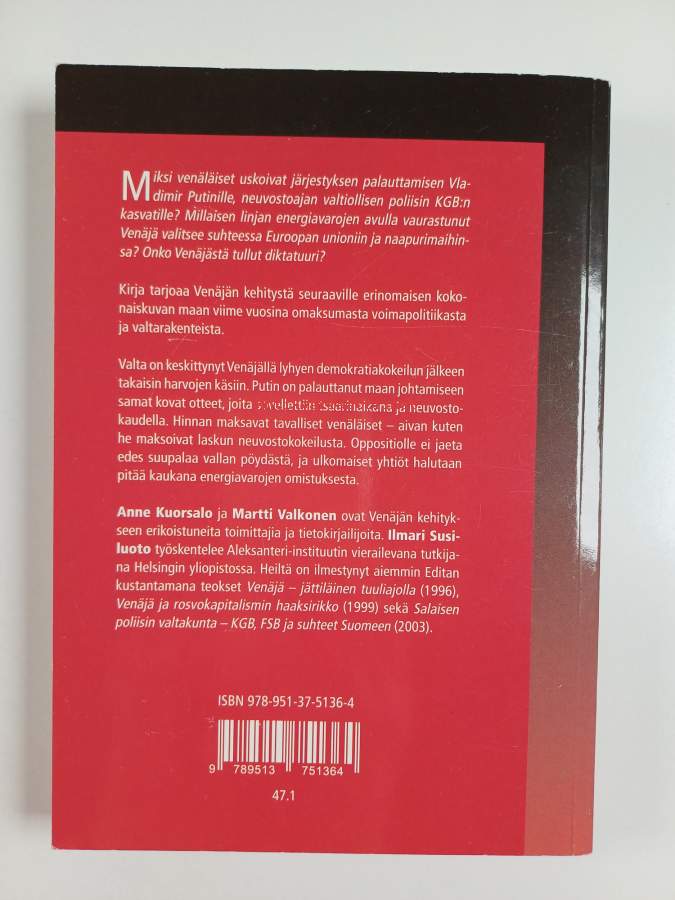 Miksi venäläiset uskoivat järjestyksen palauttamisen Vla-
dimir Putinille, neuvostoajan valtiollisen poliisin KGB:n
kasvatille? Millaisen linjan energiavarojen avulla vaurastunut
Venäjä valitsee suhteessa Euroopan unioniin ja naapurimaihin-
sa? Onko Venäjästä tullut diktatuuri?
Kirja tarjoaa Venäjän kehitystä seuraaville erinomaisen koko-
naiskuvan maan viime vuosina omaksumasta voimapolitiikasta
ja valtarakenteista.
Valta on keskittynyt Venäjällä lyhyen demokratiakokeilun jälkeen
takaisin harvojen käsiin. Putin on palauttanut maan johtamiseen
samat kovat otteet, joita sovellettiin tsaarinaikana ja neuvosto-
kaudella. Hinnan maksavat tavalliset venäläiset – aivan kuten
he maksoivat laskun neuvostokokeilusta. Oppositiolle ei jaeta
edes suupalaa vallan pöydästä, ja ulkomaiset yhtiöt halutaan
pitää kaukana energiavarojen omistuksesta.
Anne Kuorsalo ja Martti Valkonen ovat Venäjän kehityk-
seen erikoistuneita toimittajia ja tietokirjailijoita. Ilmari Susi-
luoto työskentelee Aleksanteri-instituutin vierailevana tutkija-
na Helsingin yliopistossa. Heiltä on ilmestynyt aiemmin Editan
kustantamana teokset Venäjä – jättiläinen tuuliajolla (1996),
Venäjä ja rosvokapitalismin haaksirikko (1999) sekä Salaisen
poliisin valtakunta – KGB, FSB ja suhteet Suomeen (2003).
ISBN 978-951-37-5136-4
9 789513 751364
47.1